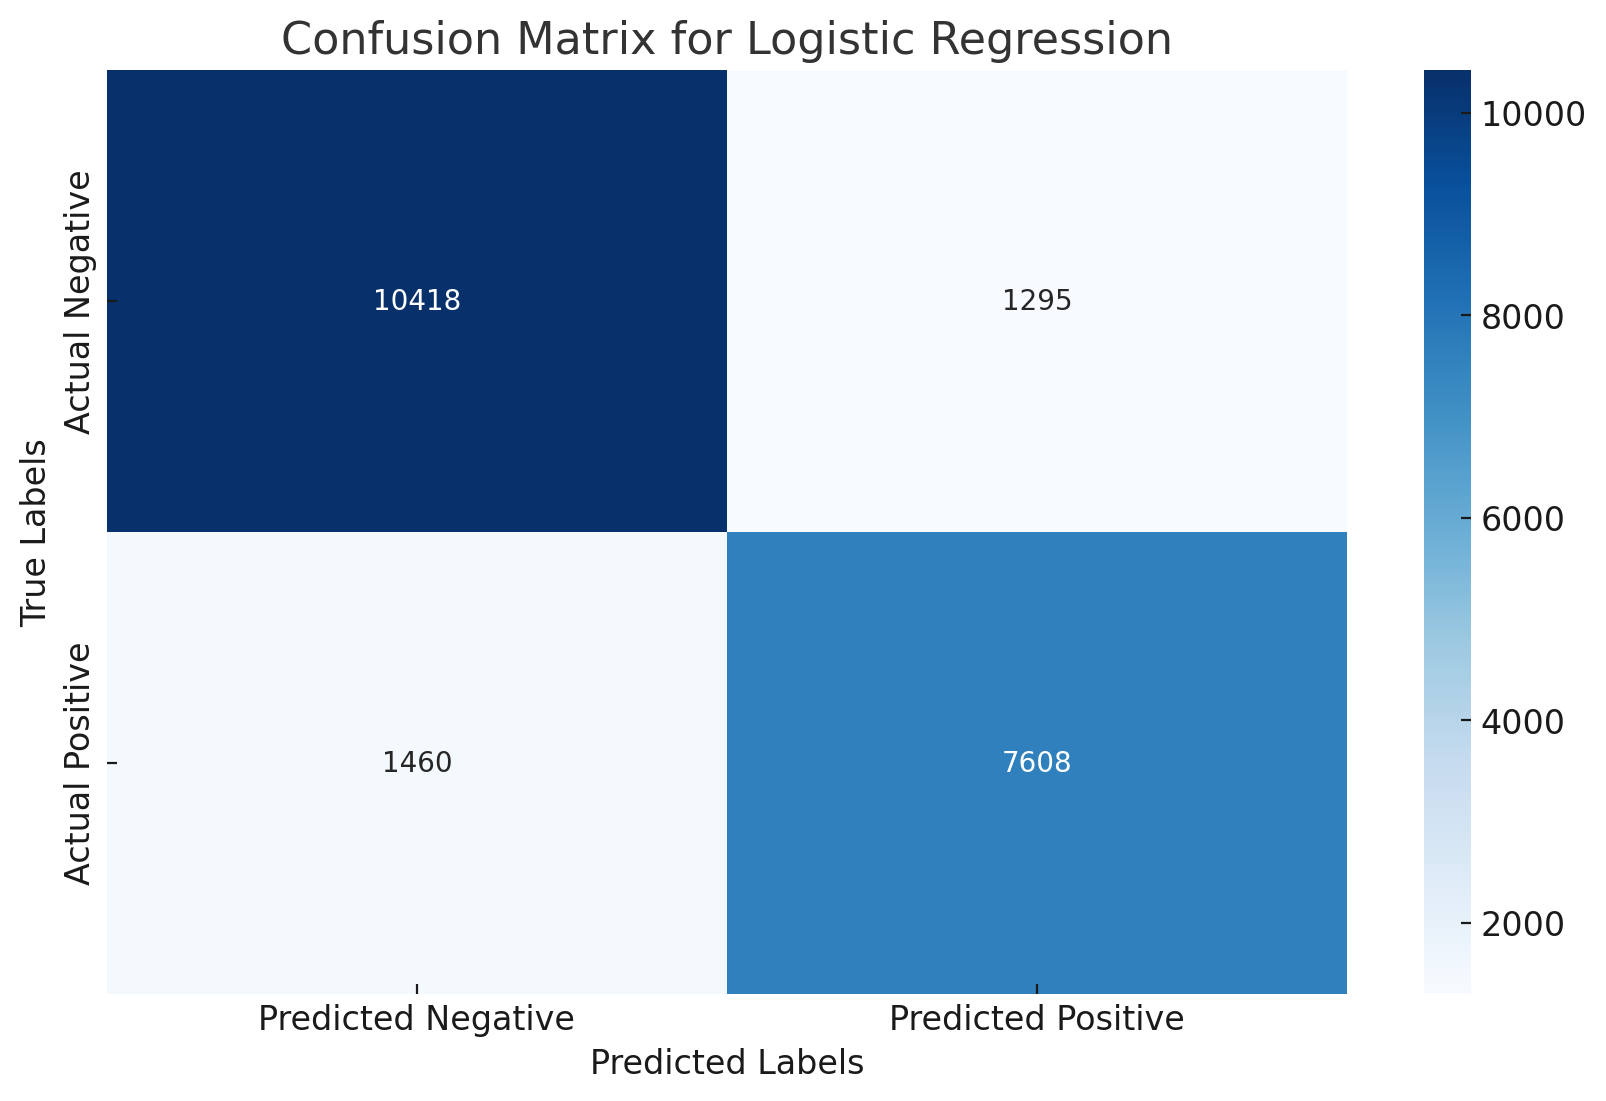 Confusion Matrix for Logistic Regression
True Labels
Actual Negative
Actual Positive
10418
1295
1460
7608
Predicted Negative
Predicted Positive
Predicted Labels
10000
8000
6000
4000
2000